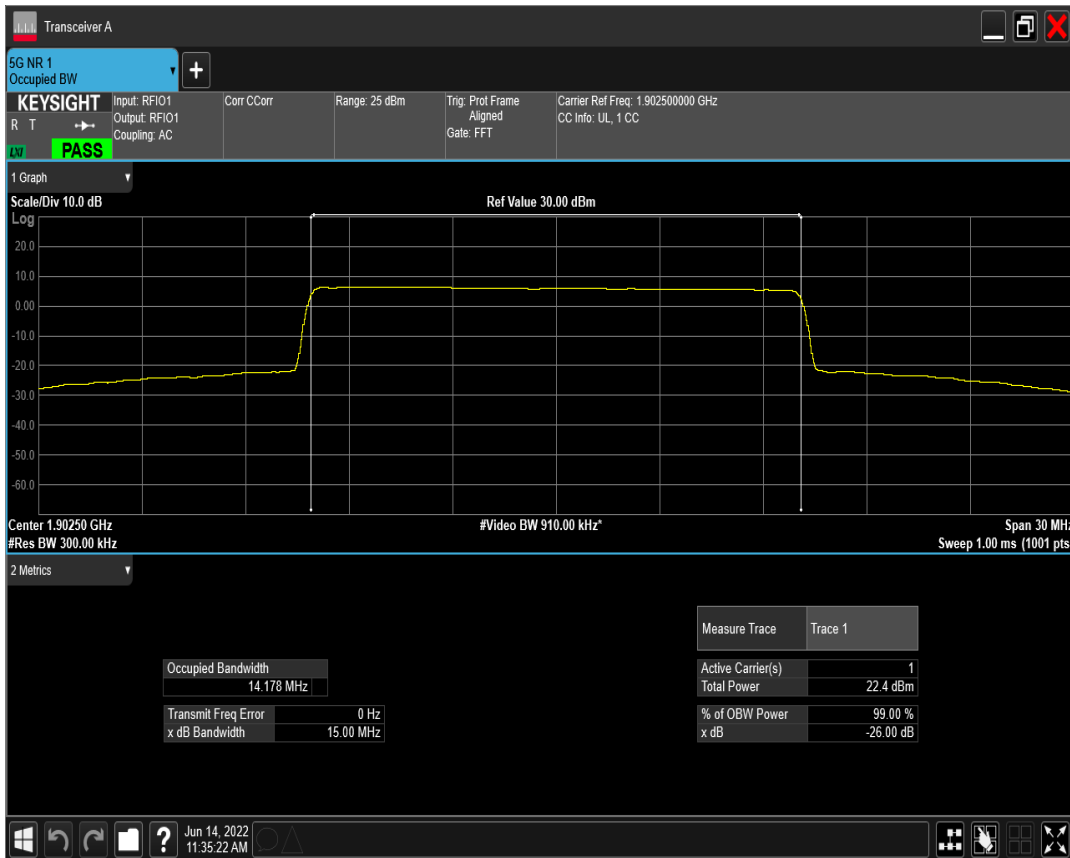 Transceiver A
5G NR 1
Occupied BW
+
KEYSIGHT
R T
LXI
PASS
Input: RFIO1
Output: RFIO1
Coupling: AC
Corr CCorr
Range: 25 dBm
Trig: Prot Frame
Aligned
Gate: FFT
Carrier Ref Freq: 1.902500000 GHz
CC Info: UL, 1 CC
1 Graph
Scale/Div 10.0 dB
Ref Value 30.00 dBm
Log
20.0
10.0
0.00
-10.0
-20.0
-30.0
-40.0
-50.0
-60.0
Center 1.90250 GHz
#Video BW 910.00 kHz*
Span 30 MHz
#Res BW 300.00 kHz
Sweep 1.00 ms (1001 pts
2 Metrics
Measure Trace Trace 1
Occupied Bandwidth
14.178 MHz
Active Carrier(s) 1
Total Power 22.4 dBm
Transmit Freq Error 0 Hz
x dB Bandwidth 15.00 MHz
% of OBW Power 99.00 %
x dB -26.00 dB
?
Jun 14, 2022
11:35:22 AM